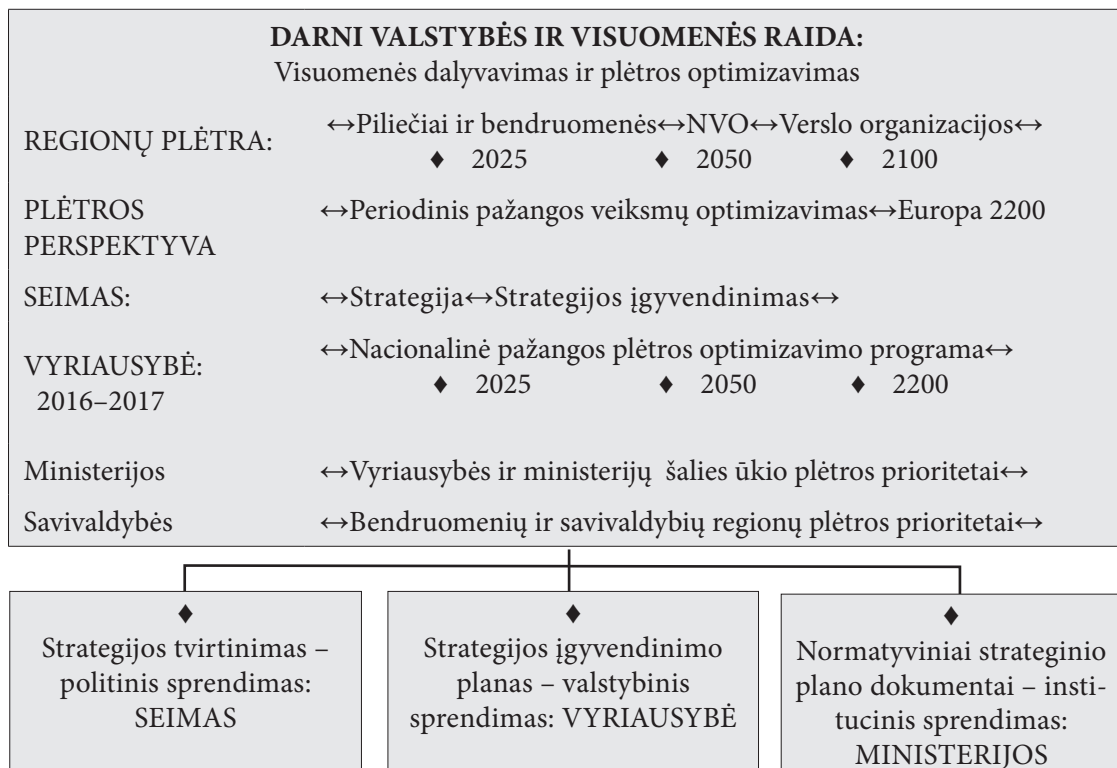 DARNI VALSTYBĖS IR VISUOMENĖS RAIDA:
Visuomenės dalyvavimas ir plėtros optimizavimas
REGIONŲ PLĖTRA:
↔Piliečiai ir bendruomenės↔NVO↔Verslo organizacijos↔
♦ 2025 ♦ 2050 ♦ 2100
PLĖTROS
PERSPEKTYVA
↔Periodinis pažangos veiksmų optimizavimas↔Europa 2200
SEIMAS:
↔Strategija↔Strategijos įgyvendinimas↔
VYRIAUSYBĖ:
2016–2017
↔Nacionalinė pažangos plėtros optimizavimo programa↔
♦ 2025 ♦ 2050 ♦ 2200
Ministerijos
↔Vyriausybės ir ministerijų šalies ūkio plėtros prioritetai↔
Savivaldybės
↔Bendruomenių ir savivaldybių regionų plėtros prioritetai↔
♦
Strategijos tvirtinimas –
politinis sprendimas:
SEIMAS
♦
Strategijos įgyvendinimo
planas – valstybinis
sprendimas: VYRIAUSYBĖ
♦
Normatyviniai strateginio
plano dokumentai – insti-
tucinis sprendimas:
MINISTERIJOS